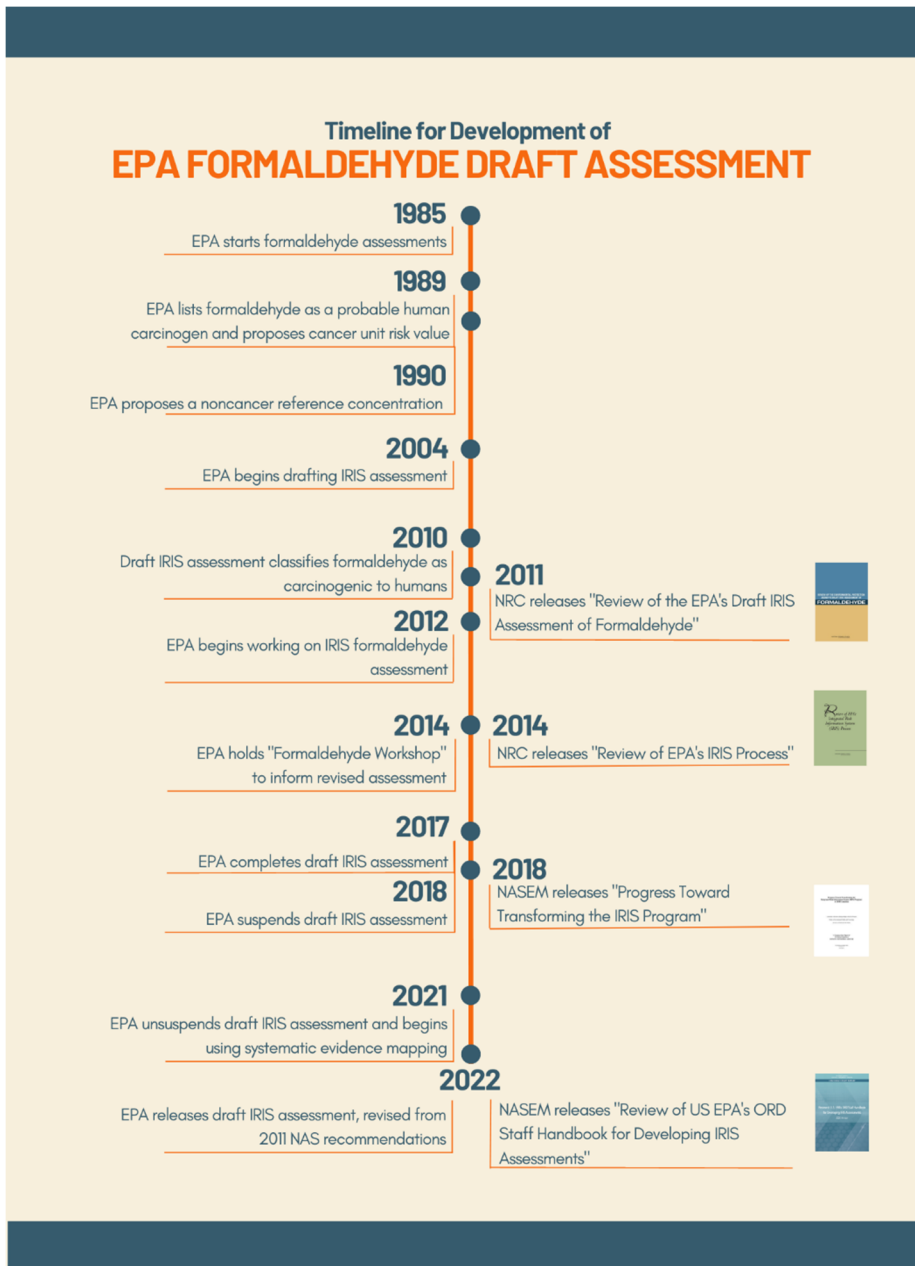 Timeline for Development of
EPA FORMALDEHYDE DRAFT ASSESSMENT
1985
EPA starts formaldehyde assessments
1989
EPA lists formaldehyde as a probable human
carcinogen and proposes cancer unit risk value
1990
EPA proposes a noncancer reference concentration
2004
EPA begins drafting IRIS assessment
2010
Draft IRIS assessment classifies formaldehyde as
carcinogenic to humans
2011
NRC releases "Review of the EPA's Draft IRIS
Assessment of Formaldehyde"
FORMALDEHYDE
2012
EPA begins working on IRIS formaldehyde
assessment
2014
EPA holds "Formaldehyde Workshop"
to inform revised assessment
2014
NRC releases "Review of EPA's IRIS Process"
2017
EPA completes draft IRIS assessment
2018
EPA suspends draft IRIS assessment
2018
NASEM releases "Progress Toward
Transforming the IRIS Program"
2021
EPA unsuspends draft IRIS assessment and begins
using systematic evidence mapping
2022
EPA releases draft IRIS assessment, revised from
2011 NAS recommendations
NASEM releases "Review of US EPA's ORD
Staff Handbook for Developing IRIS
Assessments"